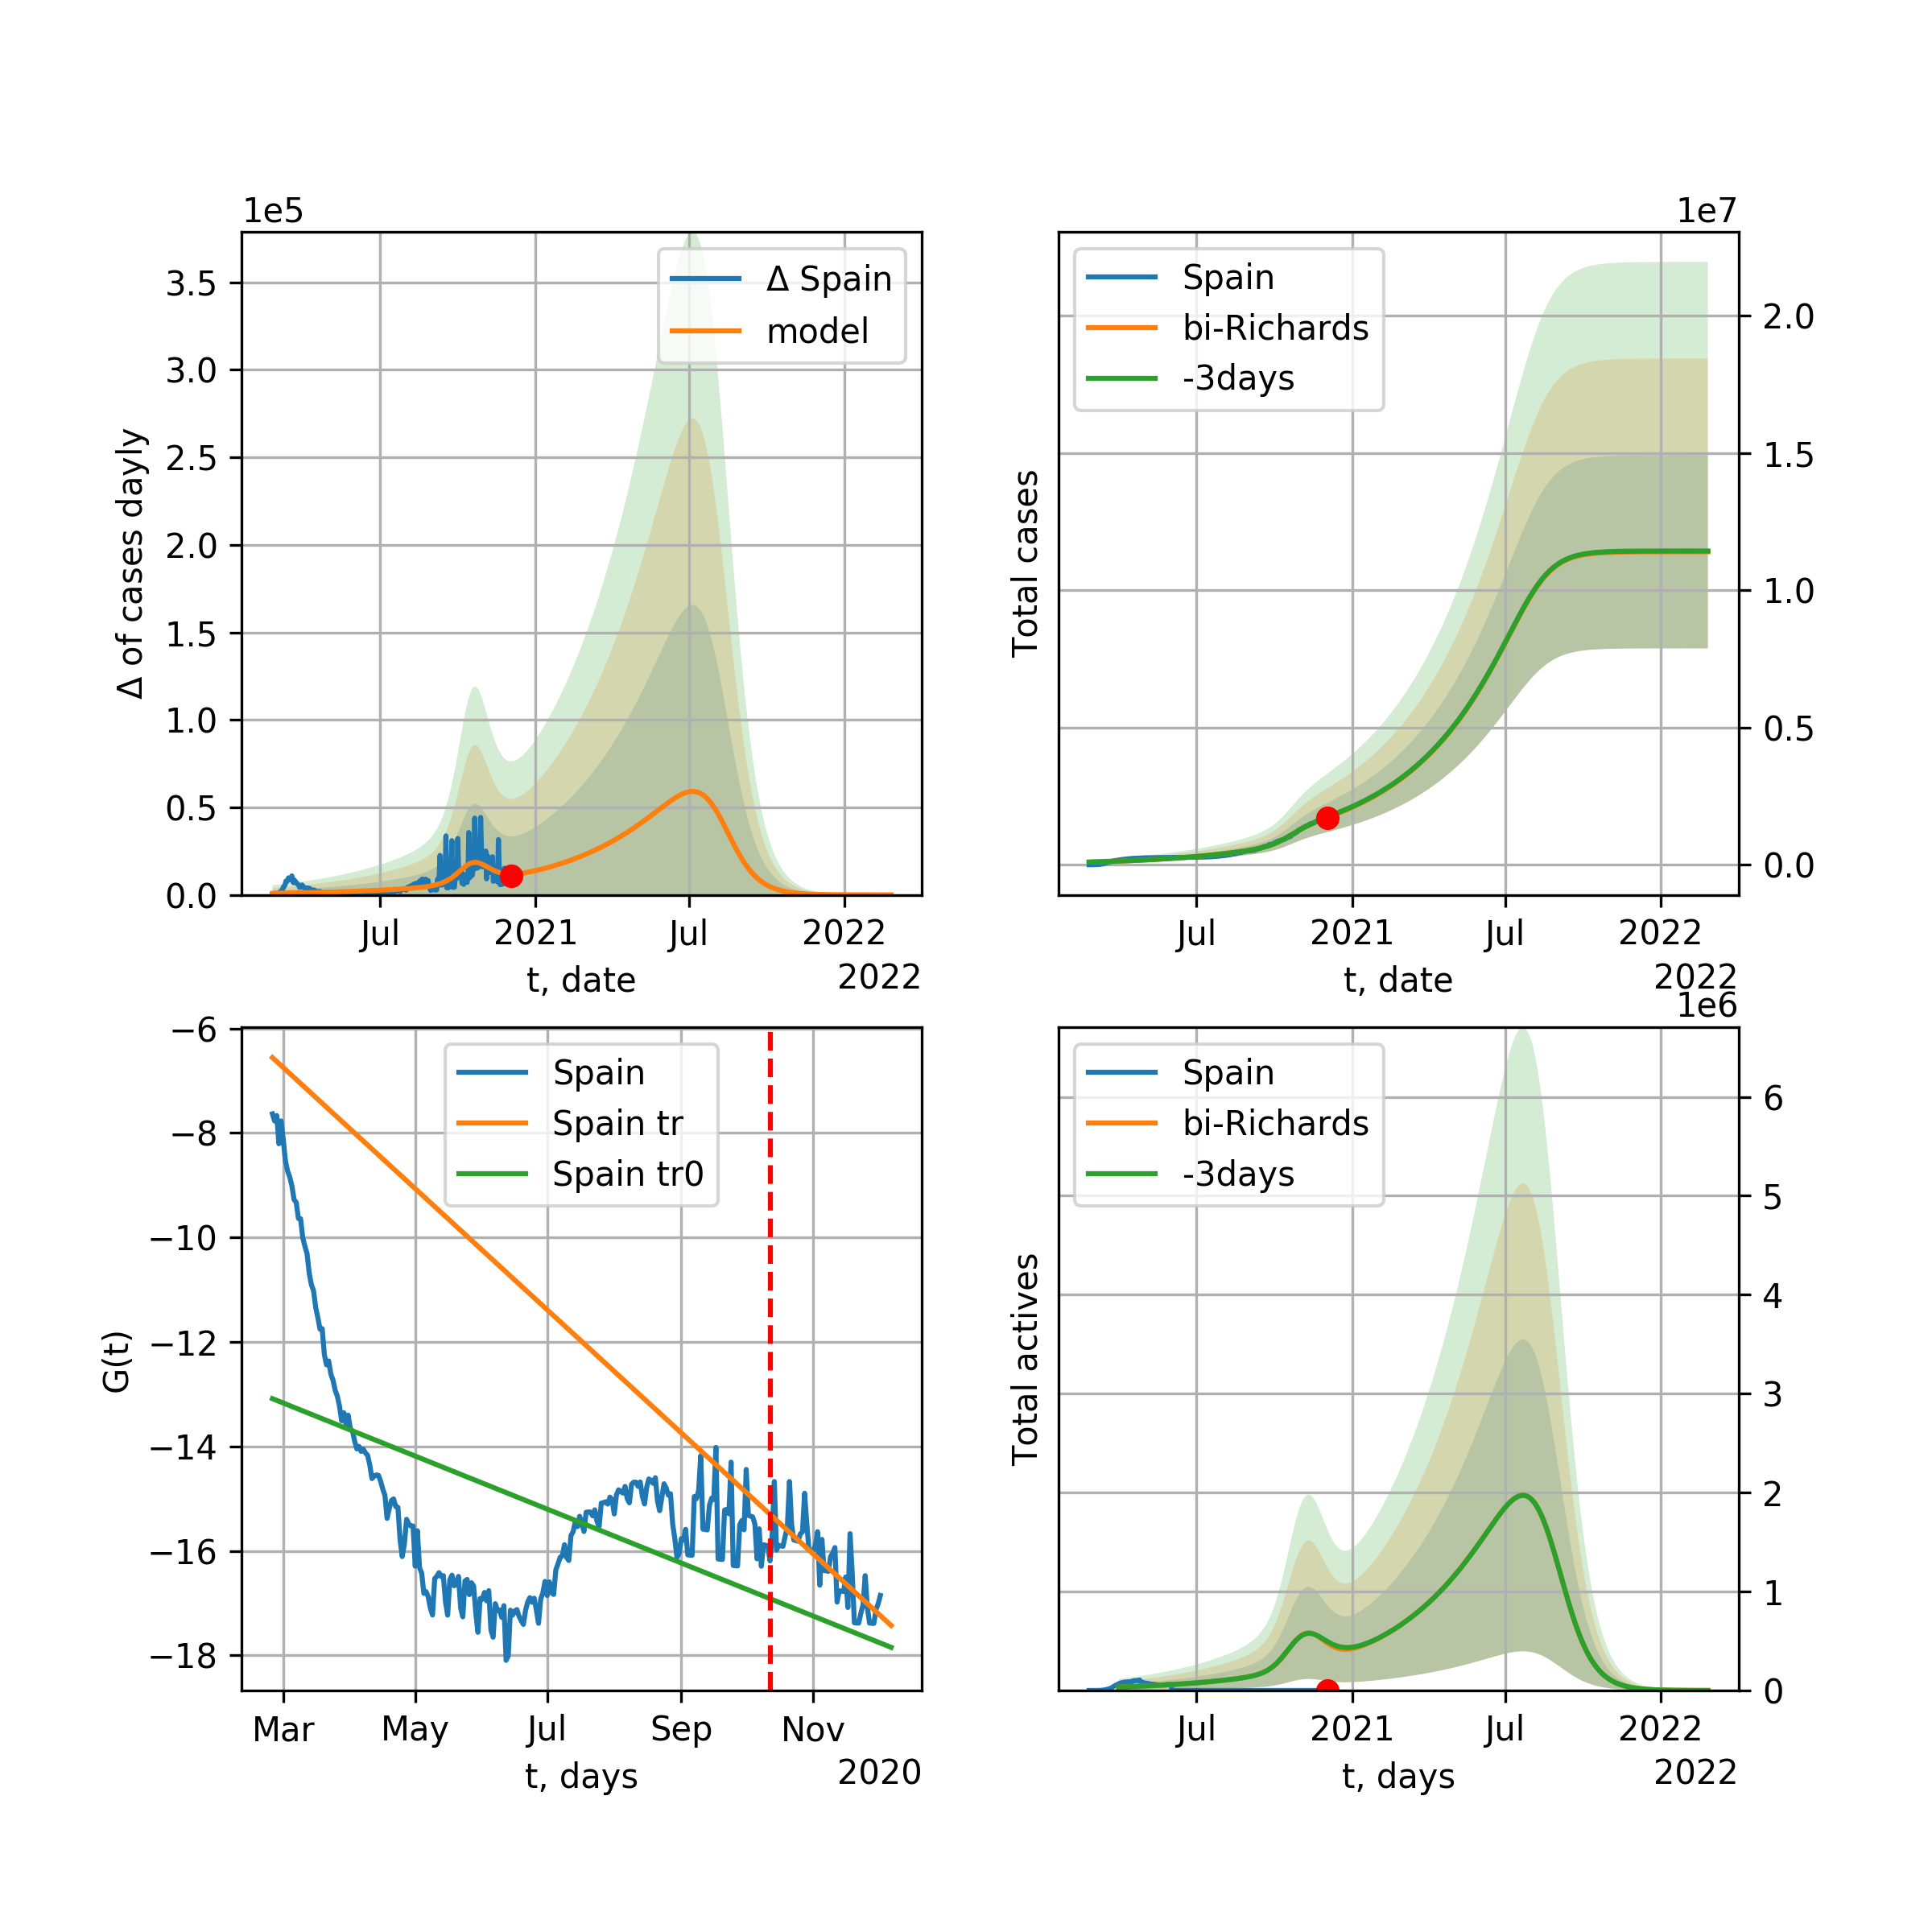 1e5
Δ of cases dayly
3.5
3.0
2.5
2.0
1.5
1.0
0.5
0.0
Δ Spain
model
Jul
2021
Jul
2022
t, date
2022
1e7
Total cases
Spain
bi-Richards
-3days
2.0
1.5
1.0
0.5
0.0
Jul
2021
Jul
2022
t, date
2022
G(t)
−6
−8
−10
−12
−14
−16
−18
Spain
Spain tr
Spain tr0
Mar
May
Jul
Sep
Nov
t, days
2020
1e6
Total actives
Spain
bi-Richards
-3days
6
5
4
3
2
1
0
Jul
2021
Jul
2022
t, days
2022